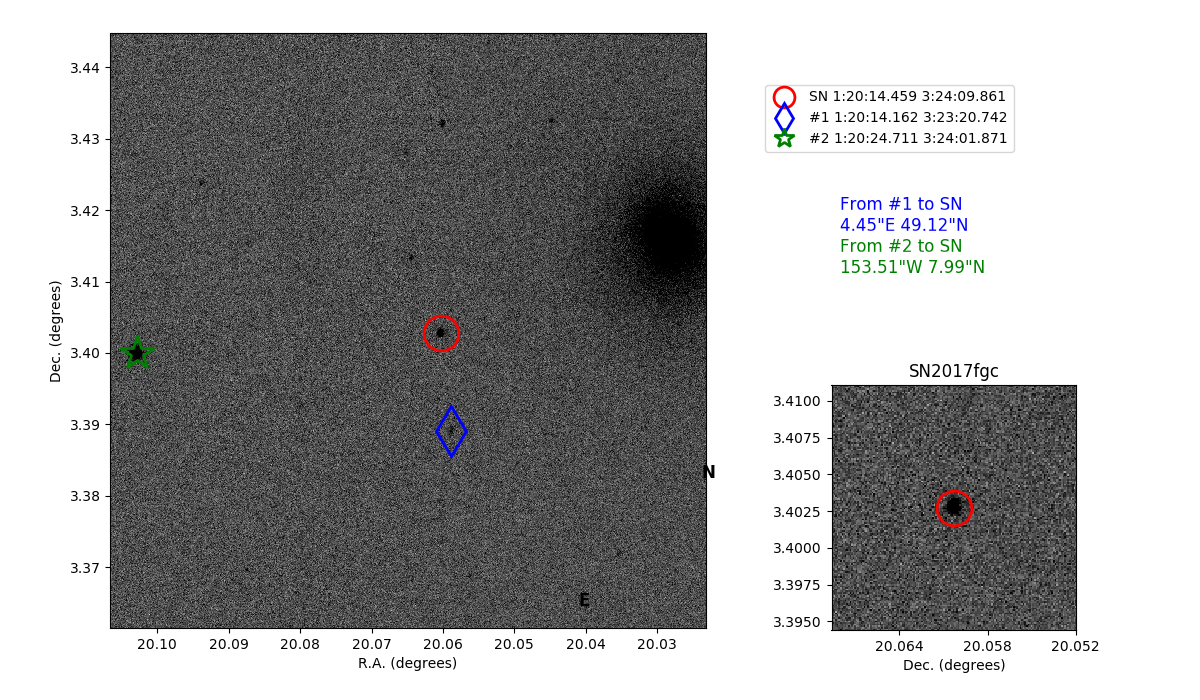 3.44
3.43
3.42
3.41
3.40
3.39
3.38
3.37
Dec. (degrees)
20.10 20.09 20.08 20.07 20.06 20.05 20.04 20.03
R.A. (degrees)
N
E
SN 1:20:14.459 3:24:09.861
#1 1:20:14.162 3:23:20.742
#2 1:20:24.711 3:24:01.871
From #1 to SN
4.45"E 49.12"N
From #2 to SN
153.51"W 7.99"N
SN2017fgc
3.4100
3.4075
3.4050
3.4025
3.4000
3.3975
3.3950
20.064 20.058 20.052
Dec. (degrees)